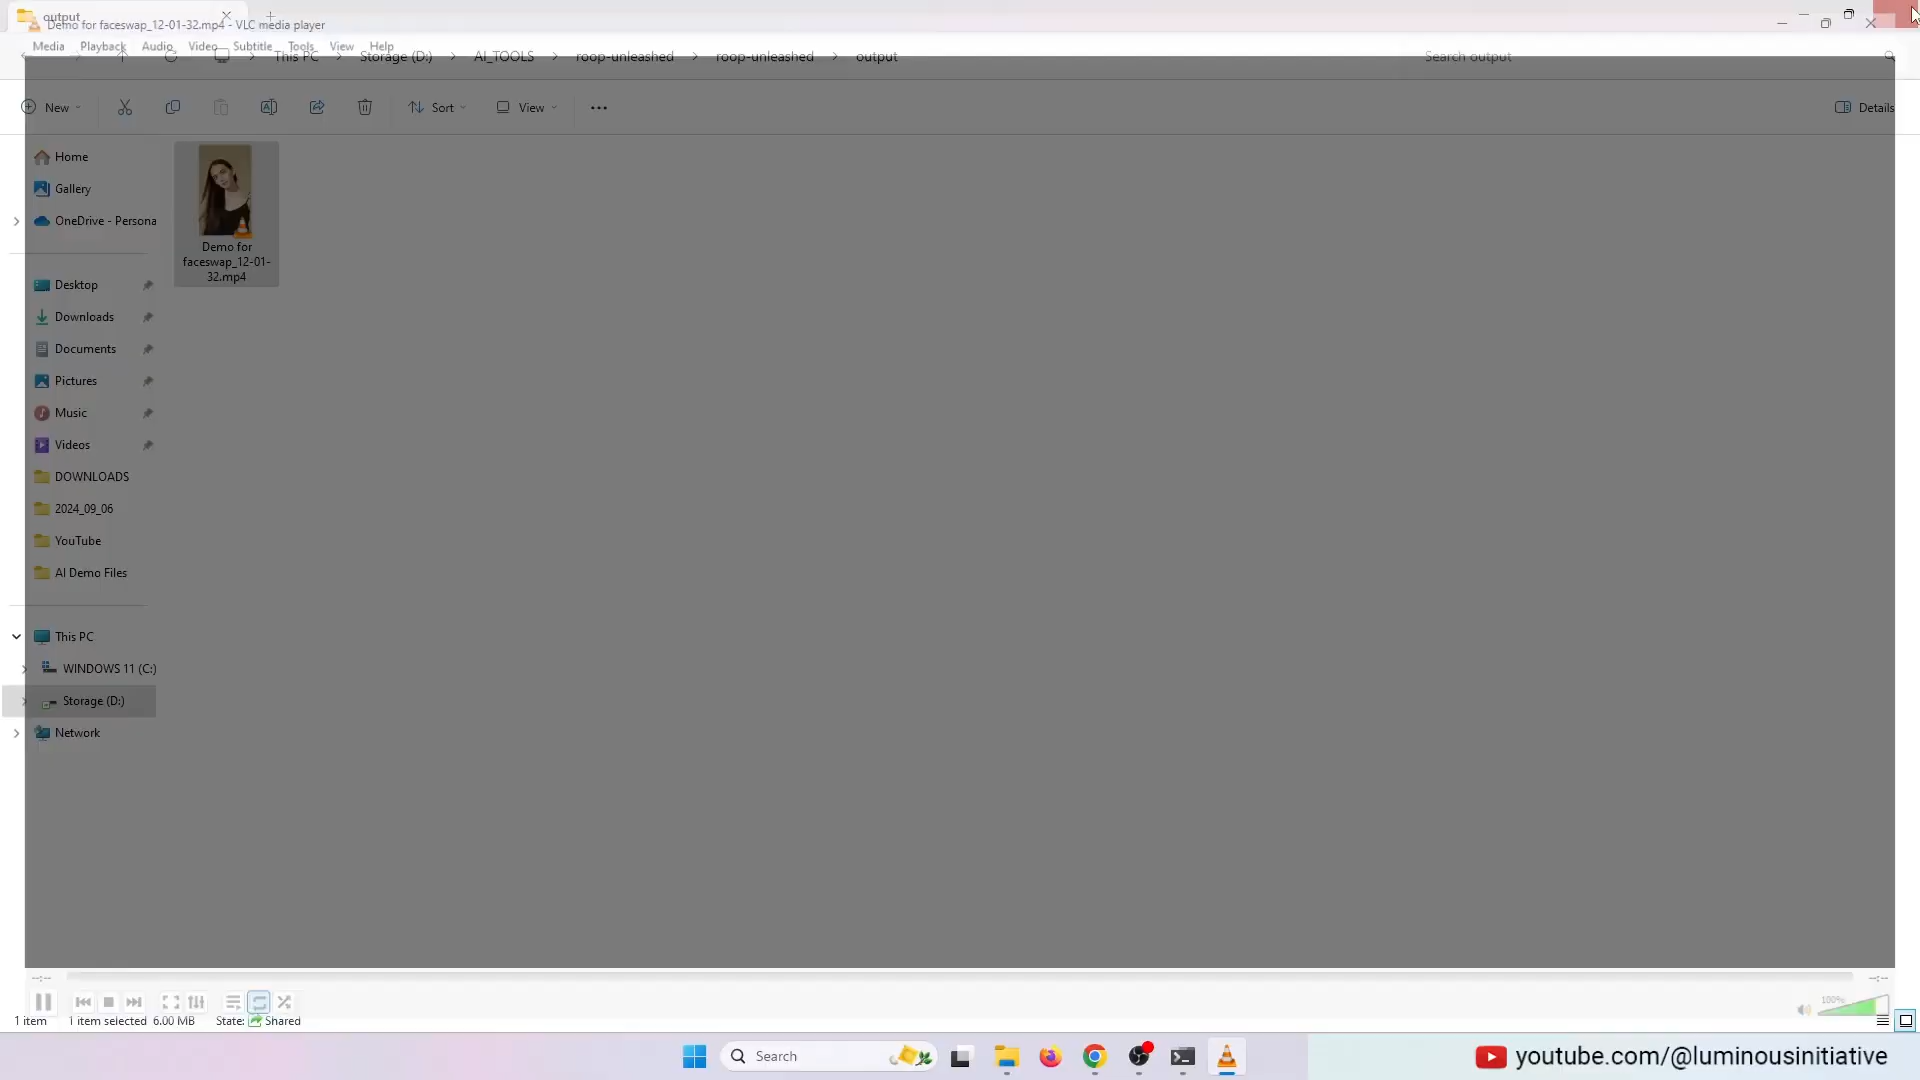 output
Demo for faceswap_12-01-32.mp4 - VLC media player
Media Playback Audio Video Subtitle Tools View Help
This PC Storage (D:) AI_TOOLS roop-unleashed roop-unleashed output Search output
New Sort View Details
Home
Gallery
OneDrive - Persona
Desktop
Downloads
Documents
Pictures
Music
Videos
DOWNLOADS
2024_09_06
YouTube
AI Demo Files
This PC
WINDOWS 11 (C:)
Storage (D:)
Network
Demo for
faceswap_12-01-
32.mp4
--:-- --:--
100%
1 item 1 item selected 6.00 MB State: Shared
Search
youtube.com/@luminousinitiative